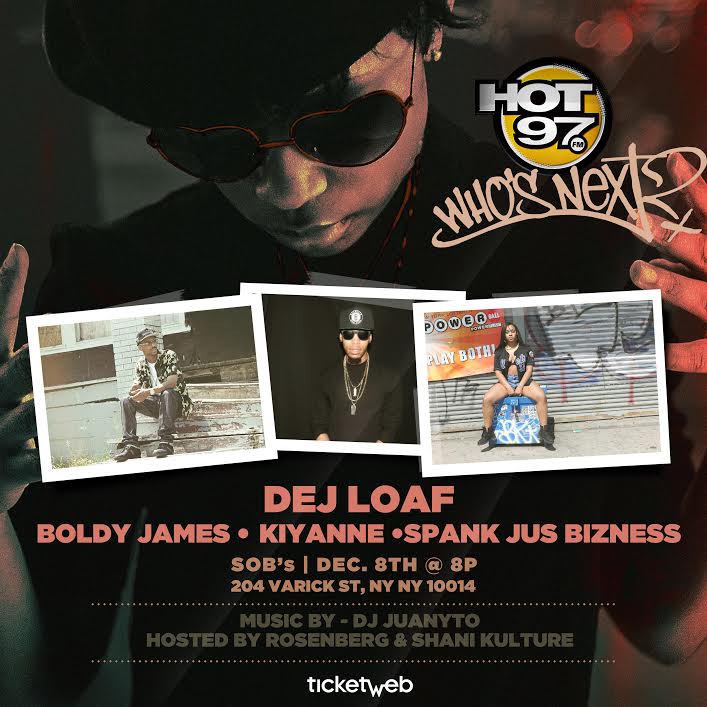 HOT
97
FM
WHO'S NEXT?
POWER BALL
PLAY BOTH!
DEJ LOAF
BOLDY JAMES • KIYANNE •SPANK JUS BIZNESS
SOB's | DEC. 8TH @ 8P
204 VARICK ST, NY NY 10014
MUSIC BY - DJ JUANYTO
HOSTED BY ROSENBERG & SHANI KULTURE
ticketweb